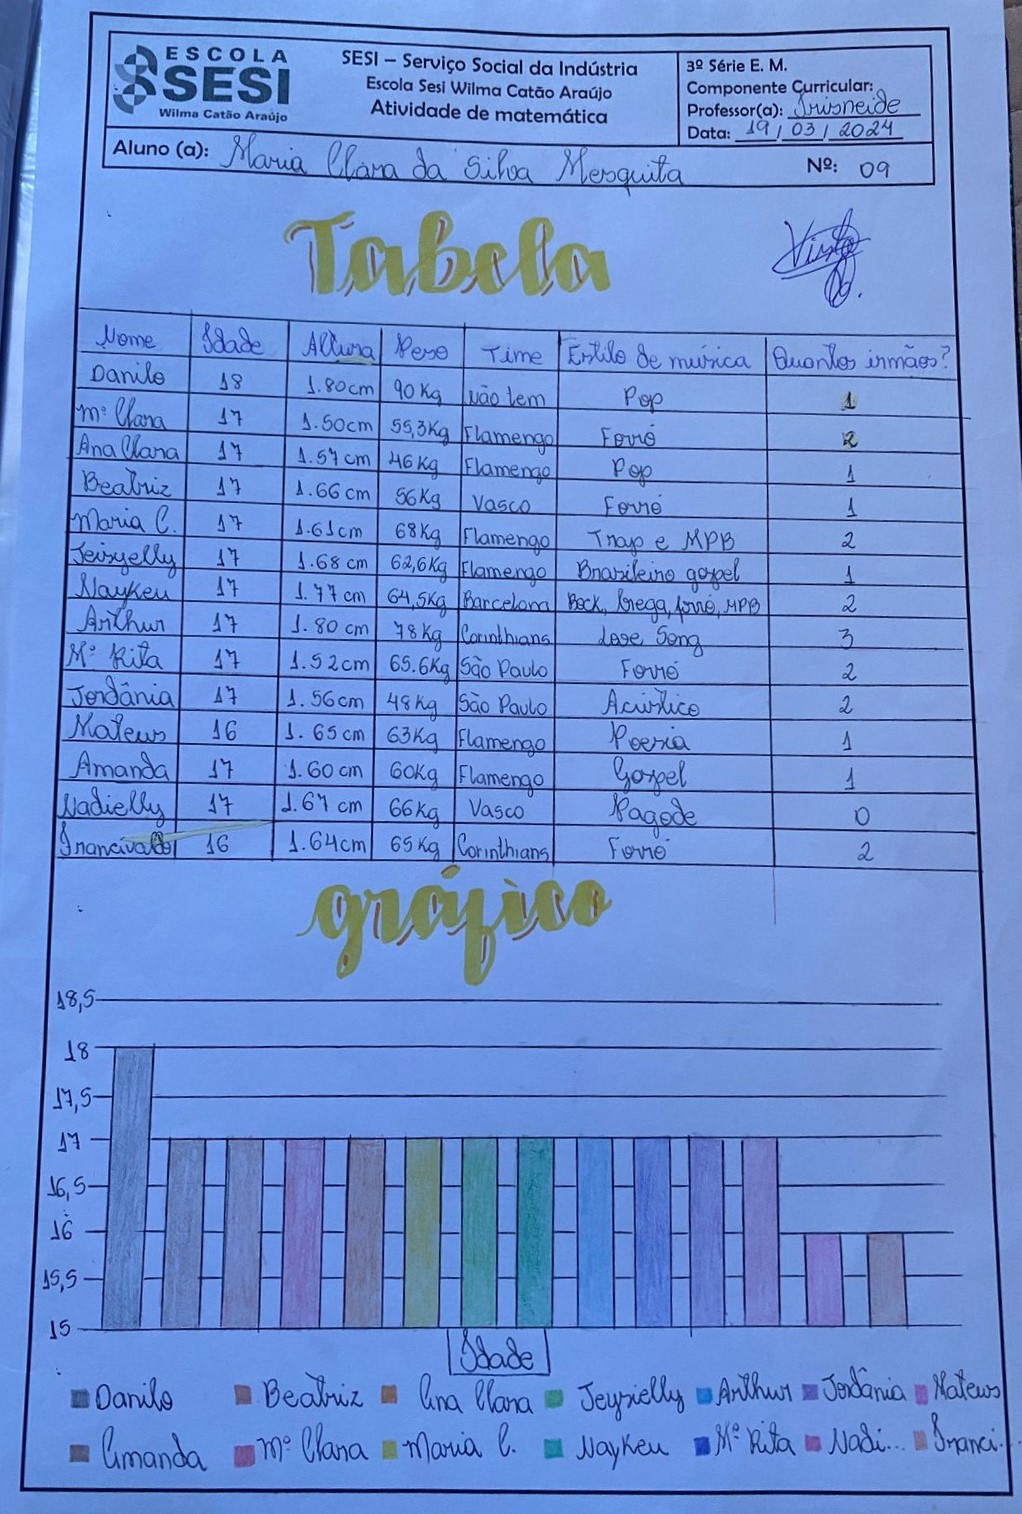 ESCOLA
SESI
Wilma Catão Araújo
SESI – Serviço Social da Indústria
Escola Sesi Wilma Catão Araújo
Atividade de matemática
3º Série E. M.
Componente Curricular:
Professor(a): Irisneide
Data: 19/03/2024
Aluno (a): Maria Clara da Silva Mesquita Nº: 09
Tabela
Visto
Nome Idade Altura Peso Time Estilo de música Quantos irmãos?
Danilo 18 1.80cm 90Kg não tem Pop 1
Mª Clara 17 1.50cm 55,3Kg Flamengo Forró 2
Ana Clara 17 1.57cm 46Kg Flamengo Pop 1
Beatriz 17 1.66cm 56Kg Vasco Forró 1
Maria C. 17 1.61cm 68Kg Flamengo Trap e MPB 2
Jeisyelly 17 1.68cm 62,6Kg Flamengo Brasileiro gospel 1
Naykeu 17 1.77cm 64,5Kg Barcelona Beck, brega, forró, MPB 2
Arthur 17 1.80cm 78Kg Corinthians Love Song 3
Mª Rita 17 1.52cm 65.6Kg São Paulo Forró 2
Jordânia 17 1.56cm 48Kg São Paulo Acústico 2
Mateus 16 1.65cm 63Kg Flamengo Poesia 1
Amanda 17 1.60cm 60Kg Flamengo Gospel 1
Nadielly 17 1.67cm 66Kg Vasco Pagode 0
Francivaldo 16 1.64cm 65Kg Corinthians Forró 2
gráfico
18,5
18
17,5
17
16,5
16
15,5
15
Idade
Danilo Beatriz Ana Clara Jeyzielly Arthur Jordânia Mateus
Amanda Mª Clara Maria C. Naykeu Mª Rita Nadi... Franci...